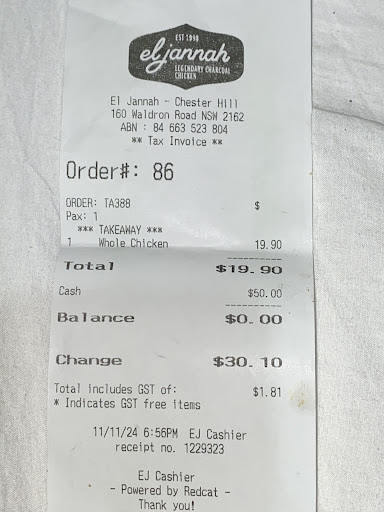 EST 1998
el jannah
LEGENDARY CHARCOAL
CHICKEN
El Jannah - Chester Hill
160 Waldron Road NSW 2162
ABN : 84 663 523 804
** Tax Invoice **
Order#: 86
ORDER: TA388 $
Pax: 1
*** TAKEAWAY ***
1 Whole Chicken 19.90
Total $19.90
Cash $50.00
Balance $0.00
Change $30.10
Total includes GST of: $1.81
* Indicates GST free items
11/11/24 6:56PM EJ Cashier
receipt no. 1229323
EJ Cashier
- Powered by Redcat -
Thank you!